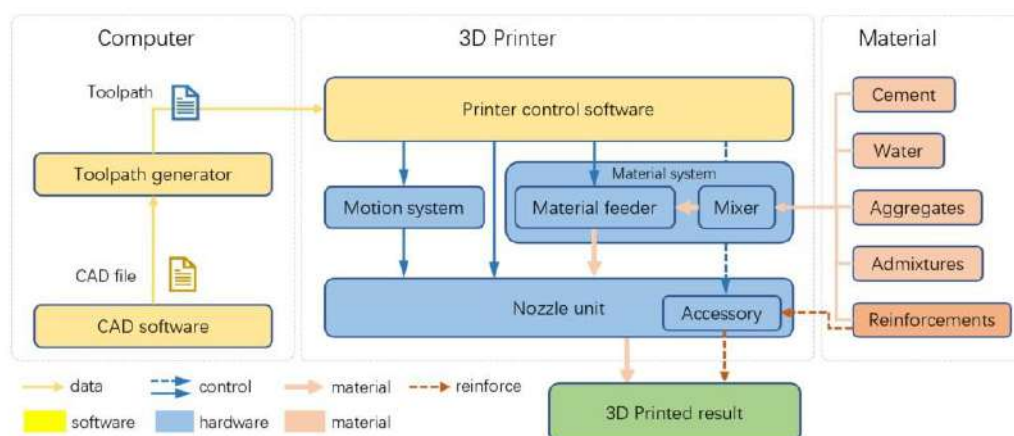 Computer
3D Printer
Material
Toolpath
Printer control software
Cement
Water
Toolpath generator
Material system
Motion system
Material feeder
Mixer
Aggregates
CAD file
Admixtures
CAD software
Nozzle unit
Accessory
Reinforcements
data
control
material
reinforce
software
hardware
material
3D Printed result